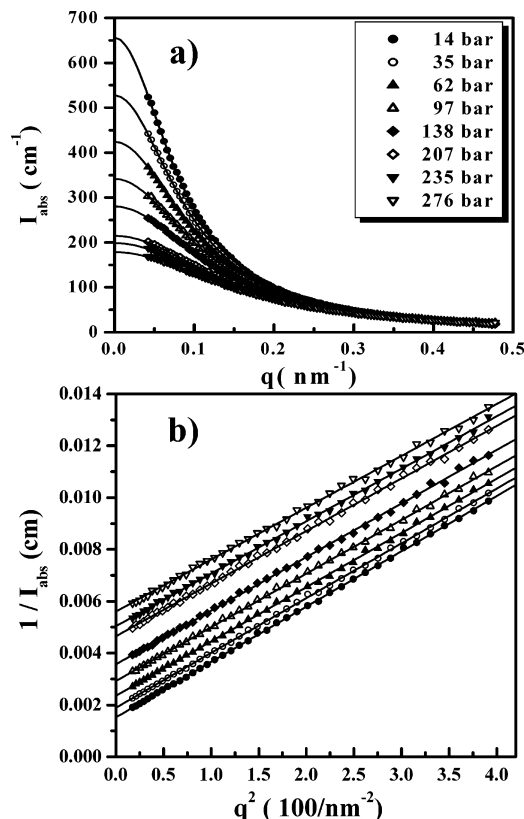 a)
14 bar
35 bar
62 bar
97 bar
138 bar
207 bar
235 bar
276 bar
I_abs ( cm^-1)
700
600
500
400
300
200
100
0
0.0 0.1 0.2 0.3 0.4 0.5
q( nm^-1)
b)
1 / I_abs (cm)
0.014
0.012
0.010
0.008
0.006
0.004
0.002
0.000
0.0 0.5 1.0 1.5 2.0 2.5 3.0 3.5 4.0
q^2 ( 100/nm^-2)